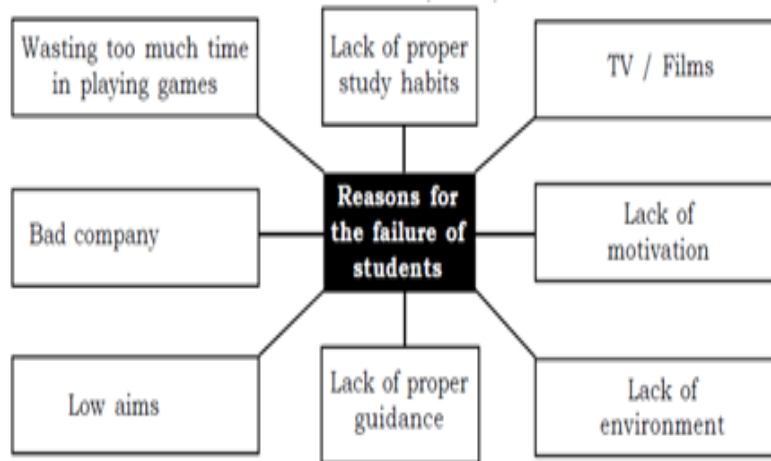 Wasting too much time
in playing games
Lack of proper
study habits
TV / Films
Bad company
Reasons for
the failure of
students
Lack of
motivation
Low aims
Lack of proper
guidance
Lack of
environment